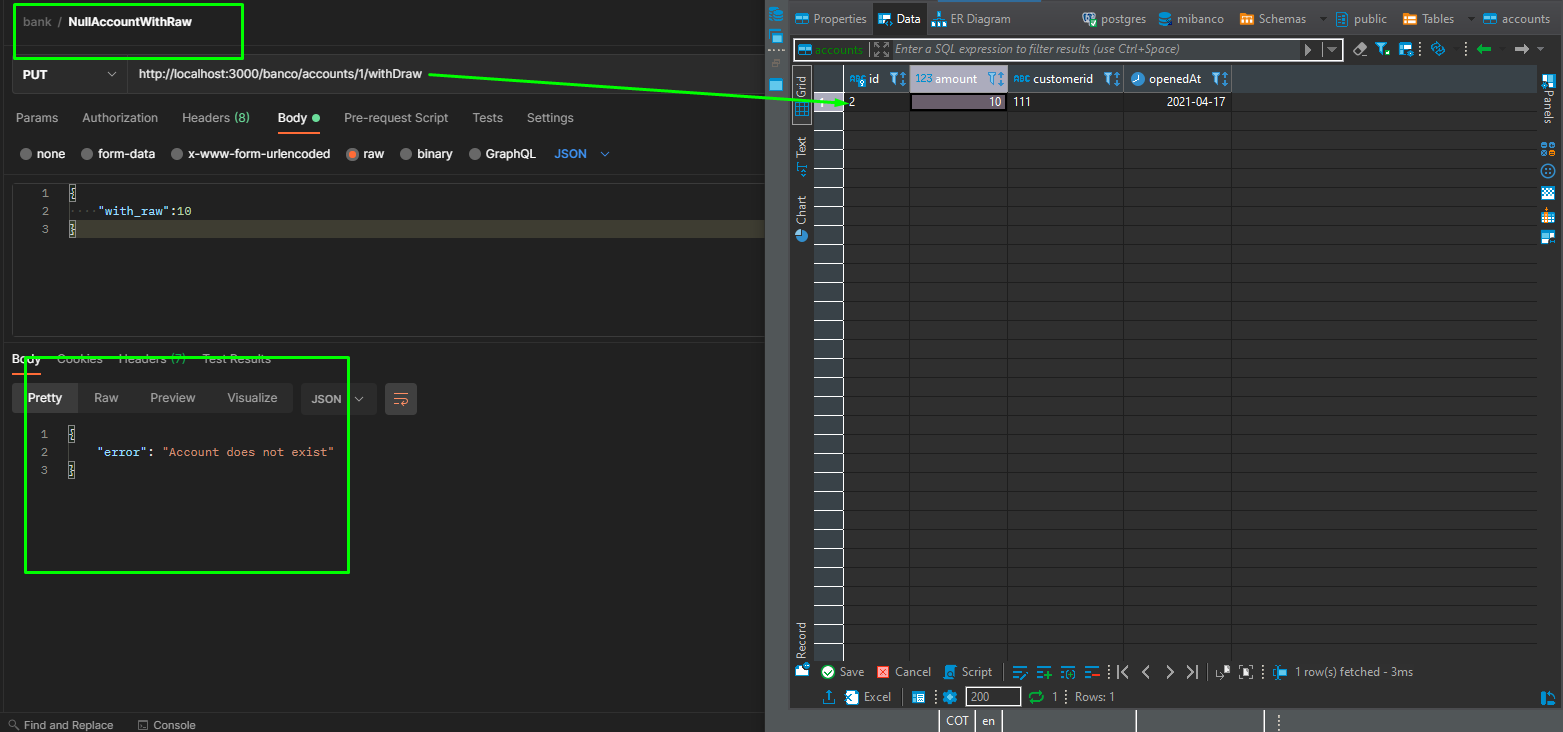 bank / NullAccountWithRaw
PUT
http://localhost:3000/banco/accounts/1/withDraw
Params Authorization Headers (8) Body Pre-request Script Tests Settings
none form-data x-www-form-urlencoded raw binary GraphQL JSON
1 {
2 "with_raw":10
3 }
Body Cookies Headers (7) Test Results
Pretty Raw Preview Visualize JSON
1 {
2 "error": "Account does not exist"
3 }
Find and Replace Console
Properties Data ER Diagram postgres mibanco Schemas public Tables accounts
accounts Enter a SQL expression to filter results (use Ctrl+Space)
Grid
Text
Chart
Record
ABC id 123 amount ABC customerid openedAt
1 2 10 111 2021-04-17
Panels
Save Cancel Script 1 row(s) fetched - 3ms
Excel 200 1 Rows: 1
COT en